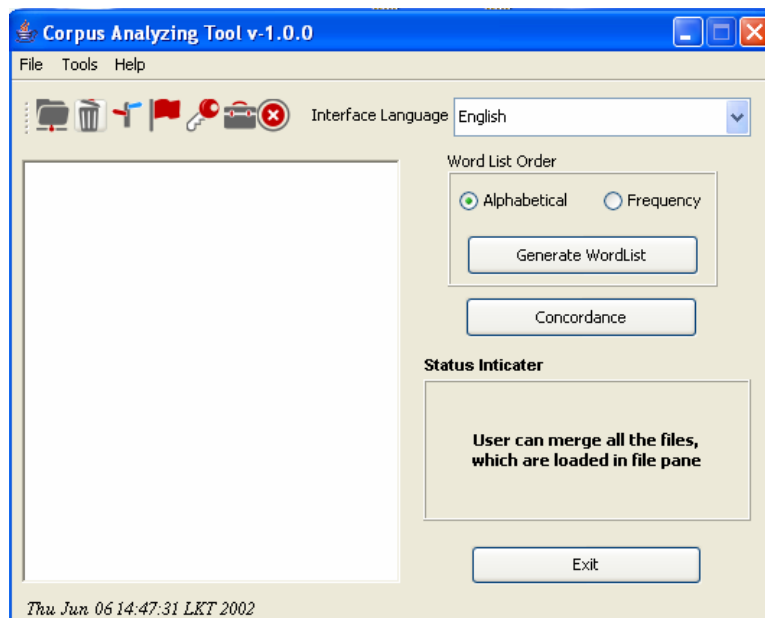 Corpus Analyzing Tool v-1.0.0
File Tools Help
Interface Language English
Word List Order
Alphabetical Frequency
Generate WordList
Concordance
Status Inticater
User can merge all the files,
which are loaded in file pane
Exit
Thu Jun 06 14:47:31 LKT 2002